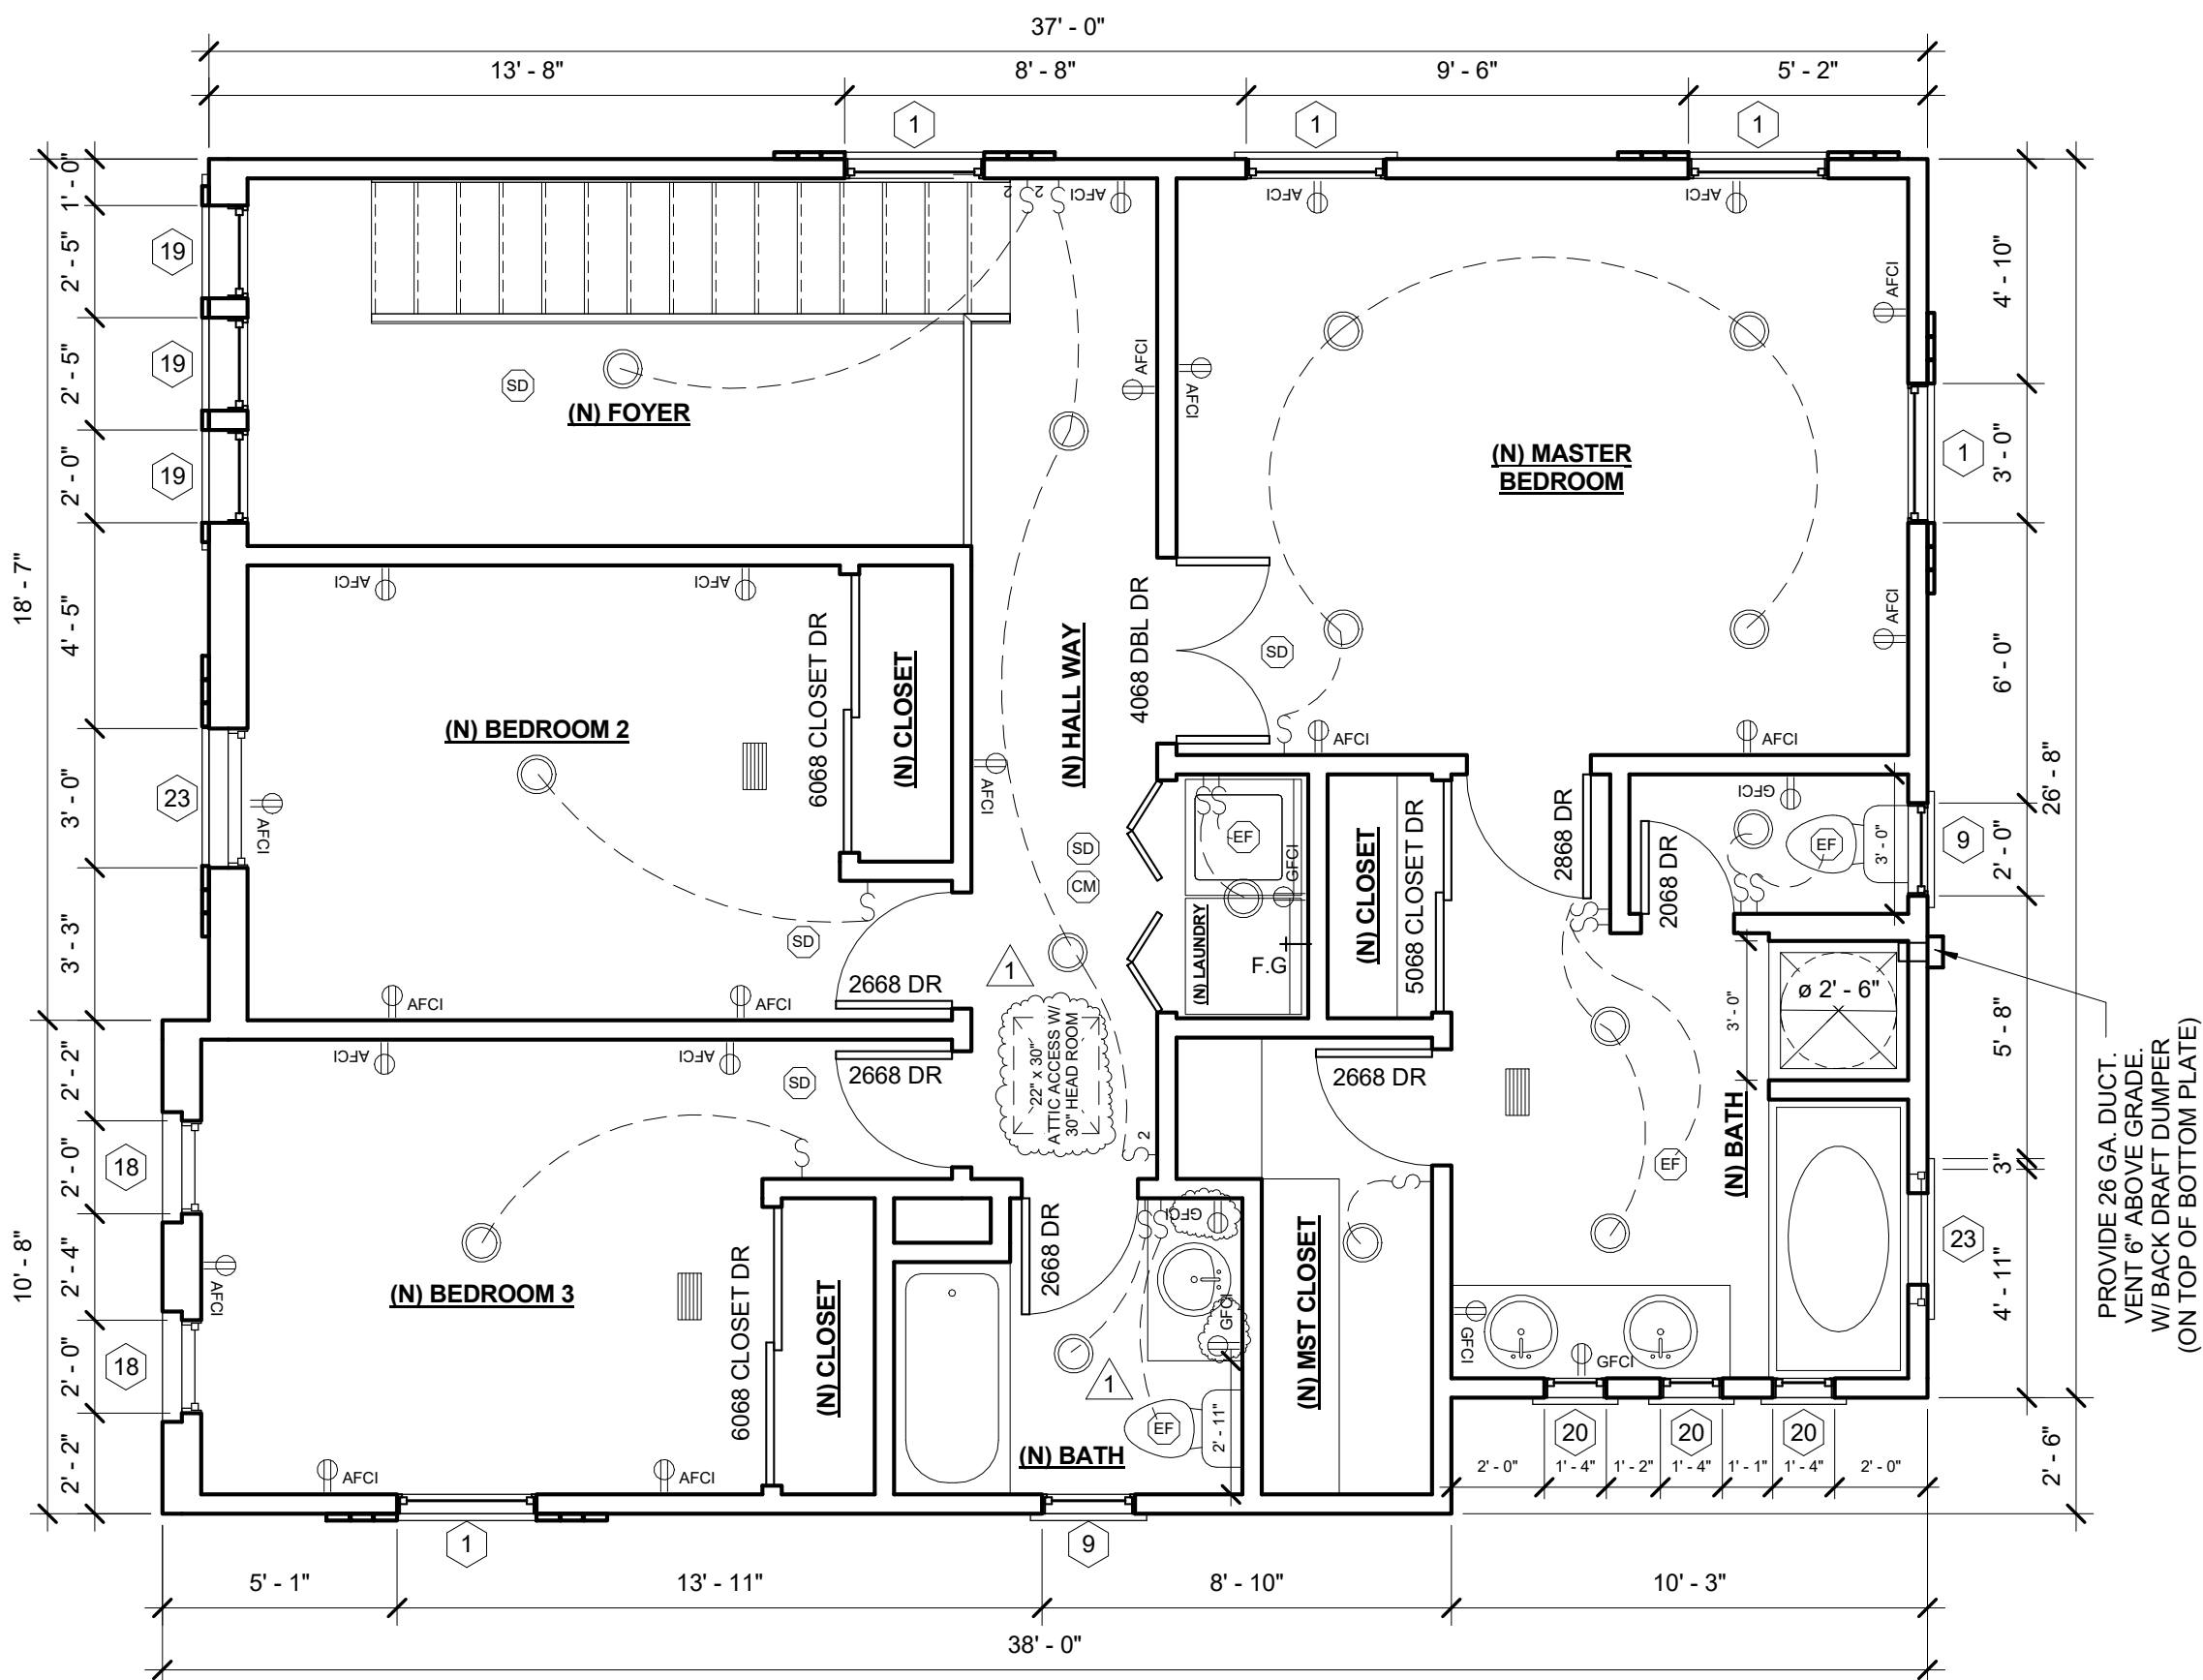 37' - 0"
13' - 8"
8' - 8"
9' - 6"
5' - 2"
1
1
1
18' - 7"
1' - 0"
2' - 5"
2' - 5"
2' - 0"
4' - 5"
3' - 0"
3' - 3"
10' - 8"
2' - 2"
2' - 0"
2' - 4"
2' - 0"
2' - 2"
19
19
19
23
18
18
2
2
AFCI
AFCI
AFCI
SD
(N) FOYER
AFCI
AFCI
AFCI
(N) MASTER
BEDROOM
4068 DBL DR
SD
AFCI
AFCI
AFCI
AFCI
AFCI
(N) BEDROOM 2
AFCI
6068 CLOSET DR
(N) CLOSET
(N) HALL WAY
AFCI
SD
CM
SD
2668 DR
AFCI
AFCI
1
22" x 30"
ATTIC ACCESS W/
30" HEAD ROOM
2
EF
GFCI
(N) LAUNDRY
F.G
(N) CLOSET
5068 CLOSET DR
2868 DR
2068 DR
GFCI
EF
3' - 0"
3' - 0"
ø 2' - 6"
2668 DR
(N) BATH
EF
AFCI
AFCI
SD
2668 DR
(N) BEDROOM 3
AFCI
AFCI
AFCI
6068 CLOSET DR
(N) CLOSET
2668 DR
GFCI
GFCI
1
EF
2' - 11"
(N) BATH
(N) MST CLOSET
GFCI
GFCI
4' - 10"
3' - 0"
6' - 0"
2' - 0"
5' - 8"
3"
4' - 11"
26' - 8"
2' - 6"
1
9
23
PROVIDE 26 GA. DUCT.
VENT 6" ABOVE GRADE.
W/ BACK DRAFT DUMPER
(ON TOP OF BOTTOM PLATE)
20
20
20
2' - 0"
1' - 4"
1' - 2"
1' - 4"
1' - 1"
1' - 4"
2' - 0"
1
9
5' - 1"
13' - 11"
8' - 10"
10' - 3"
38' - 0"